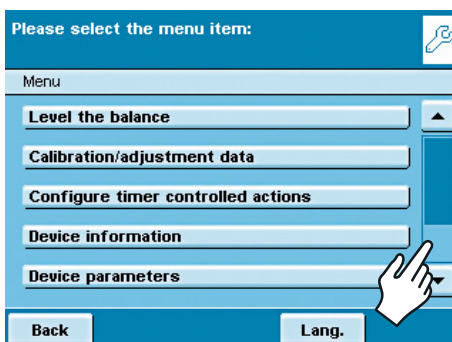 Please select the menu item:
Menu
Level the balance
Calibration/adjustment data
Configure timer controlled actions
Device information
Device parameters
Back
Lang.